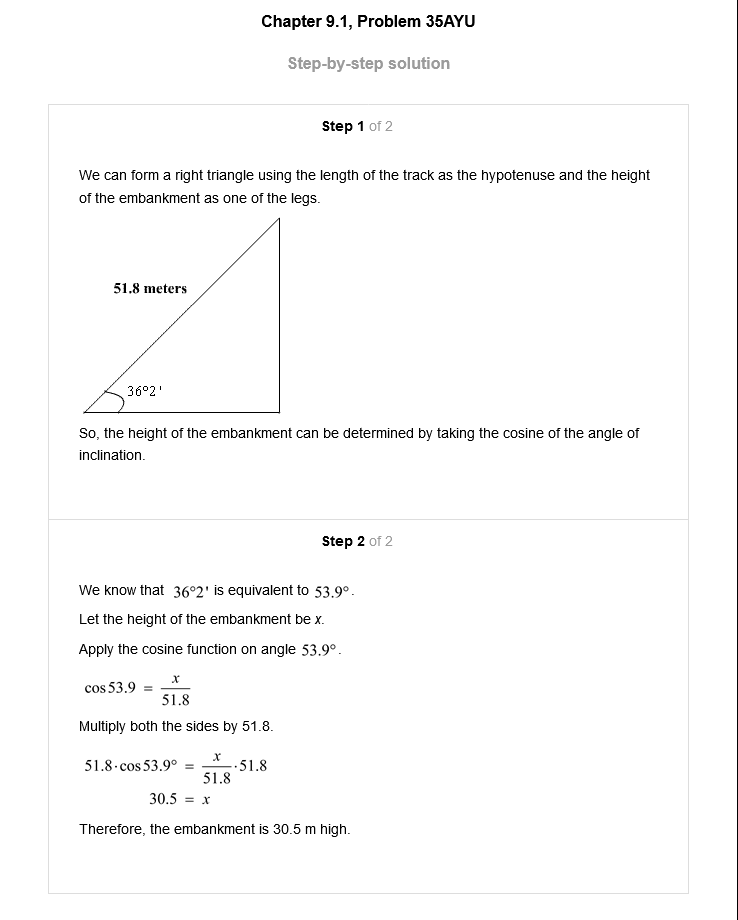 Chapter 9.1, Problem 35AYU
Step-by-step solution
Step 1 of 2
We can form a right triangle using the length of the track as the hypotenuse and the height
of the embankment as one of the legs.
51.8 meters
36°2'
So, the height of the embankment can be determined by taking the cosine of the angle of
inclination.
Step 2 of 2
We know that 36°2' is equivalent to 53.9°.
Let the height of the embankment be x.
Apply the cosine function on angle 53.9°.
cos 53.9 = x/51.8
Multiply both the sides by 51.8.
51.8·cos 53.9° = x/51.8·51.8
30.5 = x
Therefore, the embankment is 30.5 m high.